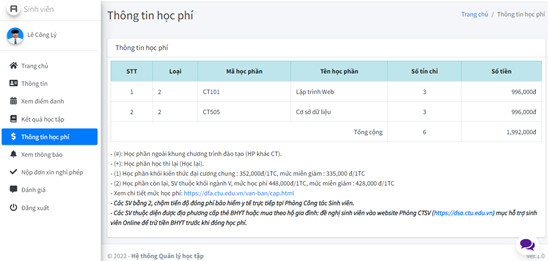 Sinh viên
Thông tin học phí
Trang chủ / Thông tin học phí
Lê Công Lý
Trang chủ
Thông tin
Xem điểm danh
Kết quả học tập
Thông tin học phí
Xem thông báo
Nộp đơn xin nghỉ phép
Đánh giá
Đăng xuất
Thông tin học phí
STT Loại Mã học phần Tên học phần Số tín chỉ Số tiền
1 2 CT101 Lập trình Web 3 996,000đ
2 2 CT505 Cơ sở dữ liệu 3 996,000đ
Tổng cộng 6 1,992,000đ
- (#): Học phần ngoài khung chương trình đào tạo (HP khác CT).
- (+): Học phần học lại (Học lại).
- (1) Học phần khối kiến thức đại cương chung : 352,000đ/1TC, mức miễn giảm : 335,000 đ/1TC
- (2) Học phần còn lại, SV thuộc khối ngành V, mức học phí 448,000đ/1TC, mức miễn giảm : 428,000 đ/1TC
- Xem chi tiết mức học phí: https://dfa.ctu.edu.vn/van-ban/cap.html
- Các SV bằng 2, chậm tiến độ đóng phí bảo hiểm y tế trực tiếp tại Phòng Công tác Sinh viên.
- Các SV thuộc diện được địa phương cấp thẻ BHYT hoặc mua theo hộ gia đình: đề nghị sinh viên vào website Phòng CTSV (https://dsa.ctu.edu.vn) mục hỗ trợ sinh
viên Online để trừ tiền BHYT trước khi đóng học phí.
© 2022 - Hệ thống Quản lý học tập
ver.1.0